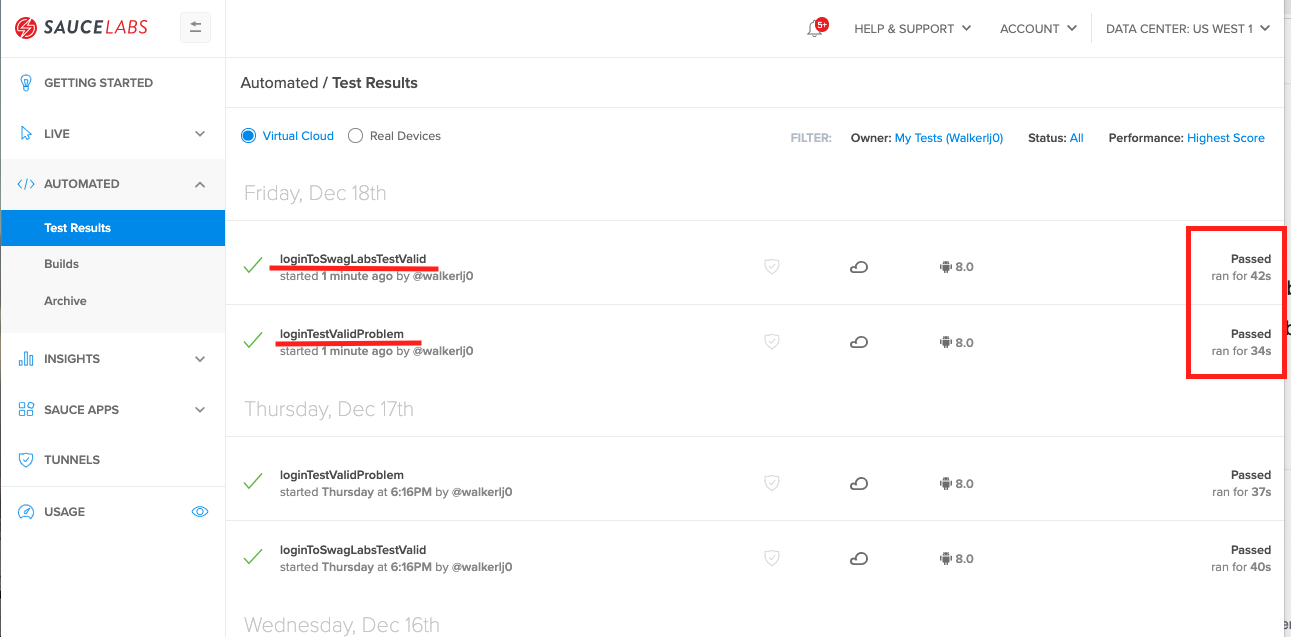 SAUCELABS
5+
HELP & SUPPORT
ACCOUNT
DATA CENTER: US WEST 1
GETTING STARTED
LIVE
</> AUTOMATED
Test Results
Builds
Archive
INSIGHTS
SAUCE APPS
TUNNELS
USAGE
Automated / Test Results
Virtual Cloud
Real Devices
FILTER:
Owner: My Tests (Walkerlj0)
Status: All
Performance: Highest Score
Friday, Dec 18th
loginToSwagLabsTestValid
started 1 minute ago by @walkerlj0
8.0
Passed
ran for 42s
loginTestValidProblem
started 1 minute ago by @walkerlj0
8.0
Passed
ran for 34s
Thursday, Dec 17th
loginTestValidProblem
started Thursday at 6:16PM by @walkerlj0
8.0
Passed
ran for 37s
loginToSwagLabsTestValid
started Thursday at 6:16PM by @walkerlj0
8.0
Passed
ran for 40s
Wednesday, Dec 16th